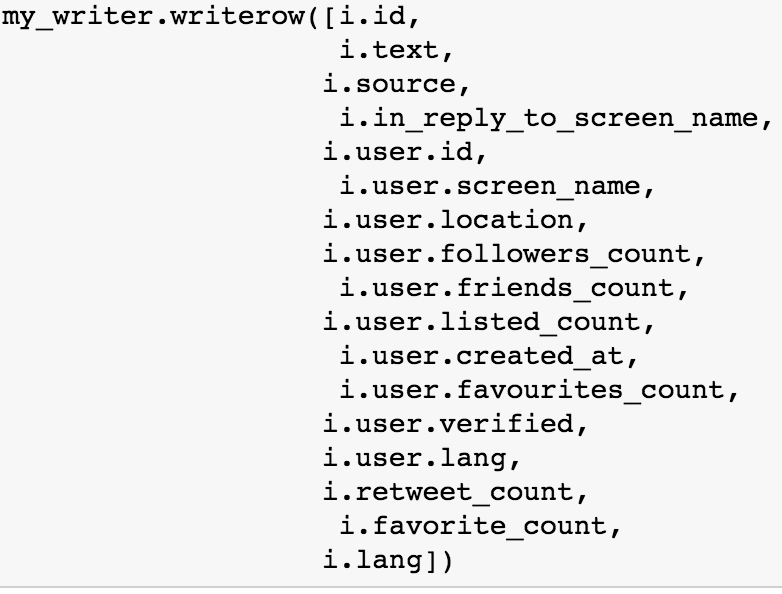 my_writer.writerow([i.id,
i.text,
i.source,
i.in_reply_to_screen_name,
i.user.id,
i.user.screen_name,
i.user.location,
i.user.followers_count,
i.user.friends_count,
i.user.listed_count,
i.user.created_at,
i.user.favourites_count,
i.user.verified,
i.user.lang,
i.retweet_count,
i.favorite_count,
i.lang])